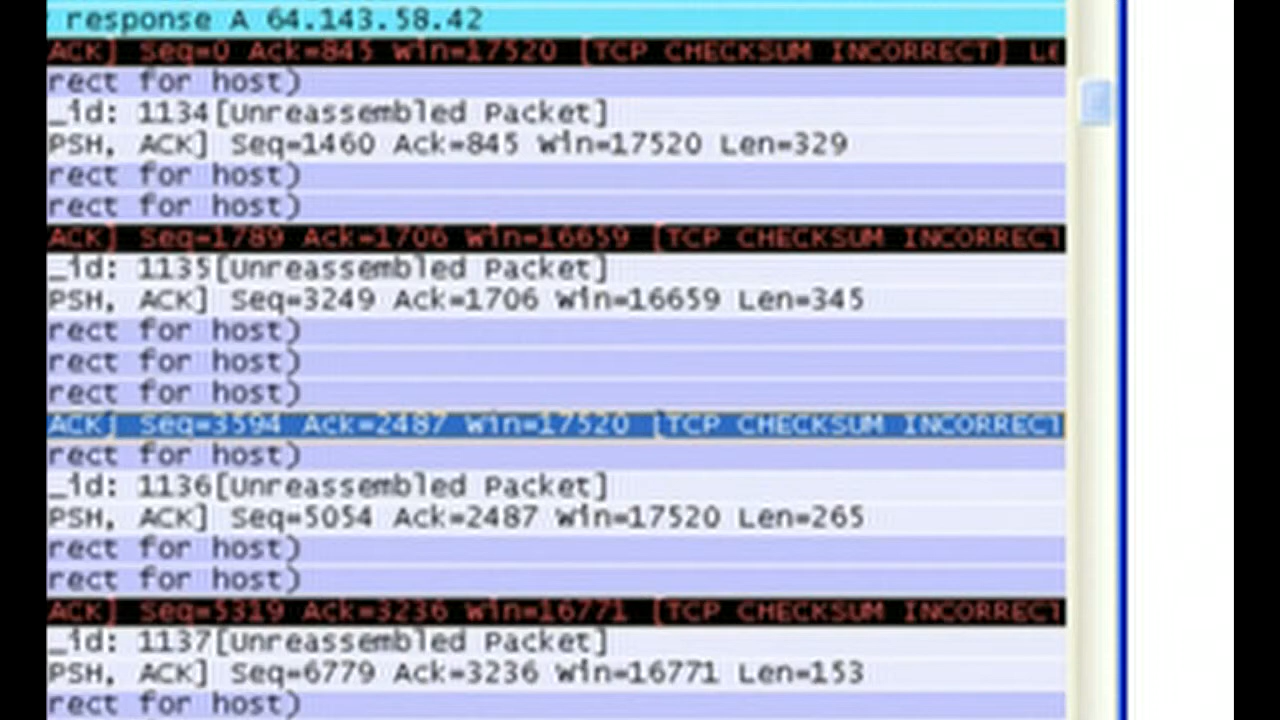 response A 64.143.58.42
ACK] Seq=0 Ack=845 Win=17520 [TCP CHECKSUM INCORRECT] Le
rect for host)
_id: 1134[Unreassembled Packet]
PSH, ACK] Seq=1460 Ack=845 Win=17520 Len=329
rect for host)
rect for host)
ACK] Seq=1789 Ack=1706 Win=16659 [TCP CHECKSUM INCORRECT
_id: 1135[Unreassembled Packet]
PSH, ACK] Seq=3249 Ack=1706 Win=16659 Len=345
rect for host)
rect for host)
rect for host)
ACK] Seq=3594 Ack=2487 Win=17520 [TCP CHECKSUM INCORRECT
rect for host)
_id: 1136[Unreassembled Packet]
PSH, ACK] Seq=5054 Ack=2487 Win=17520 Len=265
rect for host)
rect for host)
ACK] Seq=5319 Ack=3236 Win=16771 [TCP CHECKSUM INCORRECT
_id: 1137[Unreassembled Packet]
PSH, ACK] Seq=6779 Ack=3236 Win=16771 Len=153
rect for host)